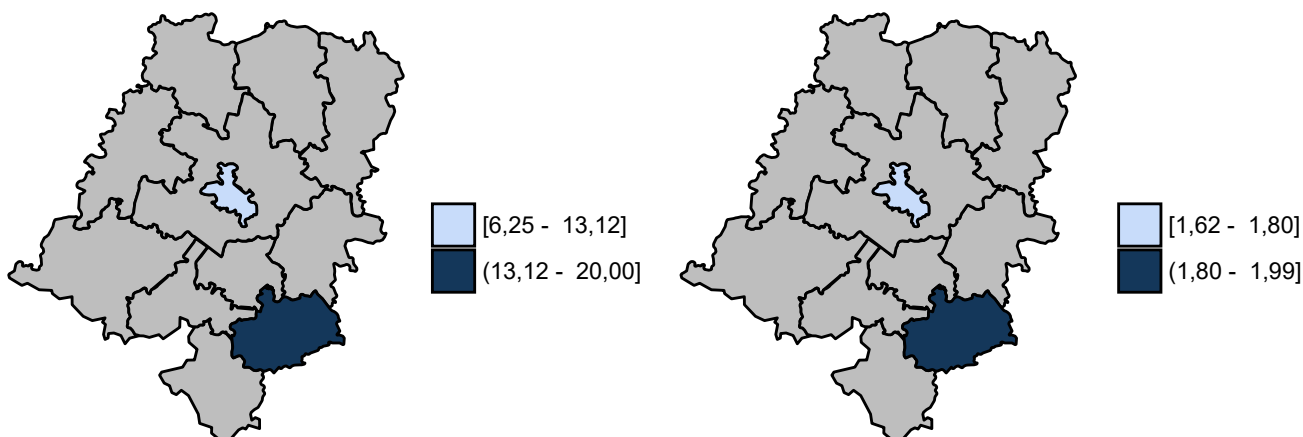 [6,25 - 13,12]
(13,12 - 20,00]
[1,62 - 1,80]
(1,80 - 1,99]